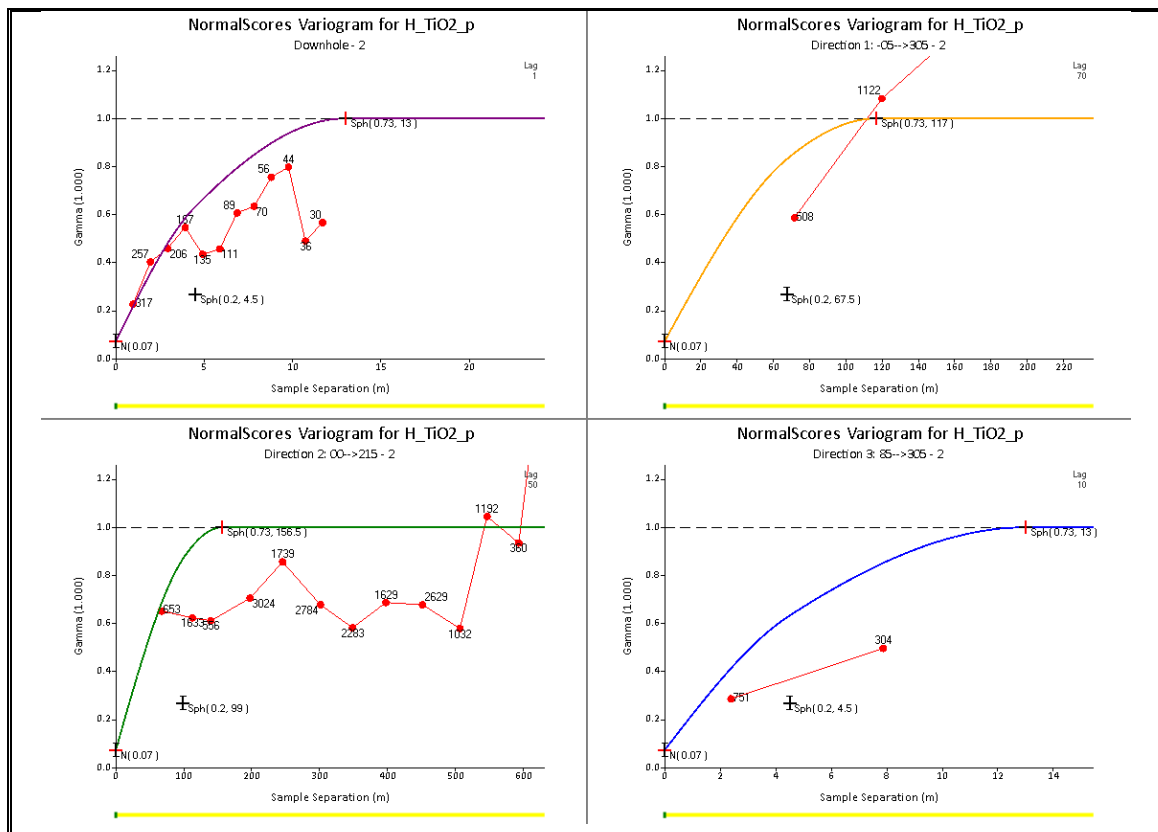 NormalScores Variogram for H_TiO2_p
Downhole - 2
Lag
1
1.2
1.0
0.8
0.6
0.4
0.2
0.0
Gamma (1.000)
317
257
206
187
135
111
89
70
56
44
36
30
Sph( 0.73, 13 )
Sph( 0.2, 4.5 )
N( 0.07 )
0 5 10 15 20
Sample Separation (m)
NormalScores Variogram for H_TiO2_p
Direction 1: -05-->305 - 2
Lag
70
1.2
1.0
0.8
0.6
0.4
0.2
0.0
Gamma (1.000)
1122
608
Sph( 0.73, 117 )
Sph( 0.2, 67.5 )
N( 0.07 )
0 20 40 60 80 100 120 140 160 180 200 220
Sample Separation (m)
NormalScores Variogram for H_TiO2_p
Direction 2: 00-->215 - 2
Lag
50
1.2
1.0
0.8
0.6
0.4
0.2
0.0
Gamma (1.000)
653
1633
556
3024
1739
2784
2283
1629
2629
1032
1192
360
Sph( 0.73, 156.5 )
Sph( 0.2, 99 )
N( 0.07 )
0 100 200 300 400 500 600
Sample Separation (m)
NormalScores Variogram for H_TiO2_p
Direction 3: 85-->305 - 2
Lag
10
1.2
1.0
0.8
0.6
0.4
0.2
0.0
Gamma (1.000)
751
304
Sph( 0.73, 13 )
Sph( 0.2, 4.5 )
N( 0.07 )
0 2 4 6 8 10 12 14
Sample Separation (m)